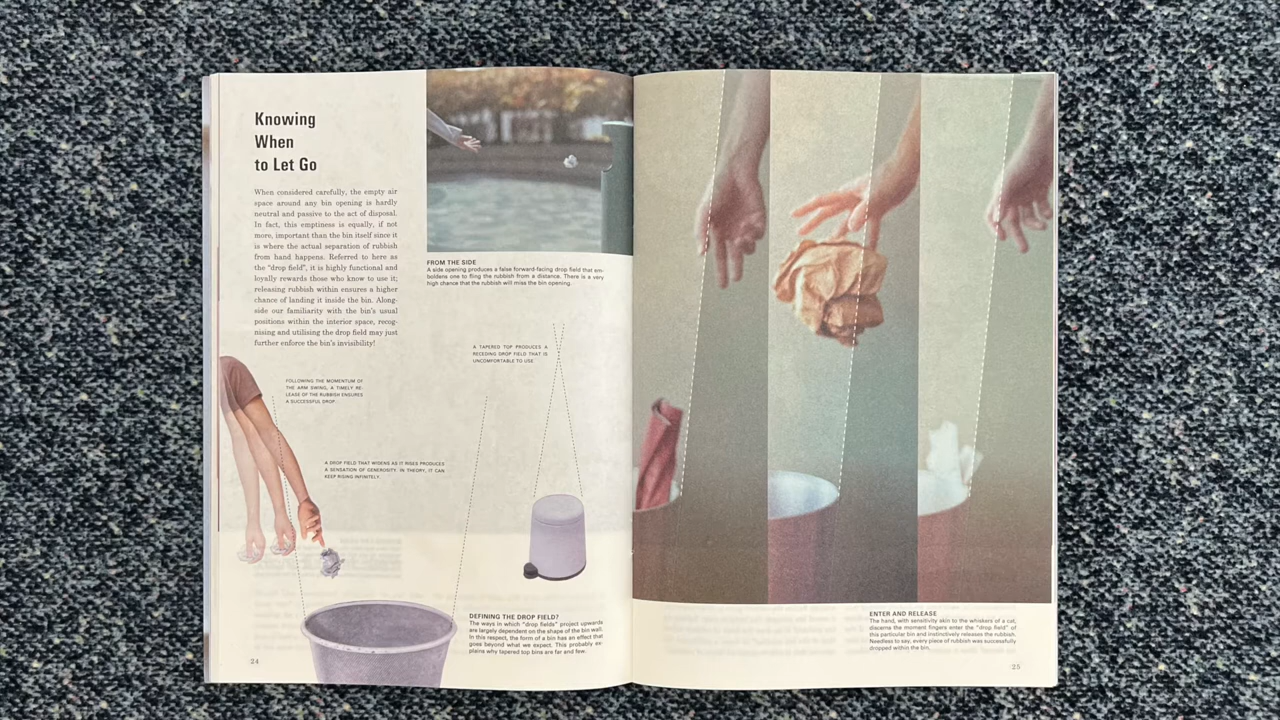 Knowing
When
to Let Go
When considered carefully, the empty air
space around any bin opening is hardly
neutral and passive to the act of disposal.
In fact, this emptiness is equally, if not
more, important than the bin itself since it
is where the actual separation of rubbish
from hand happens. Referred to here as
the “drop field”, it is highly functional and
loyally rewards those who know to use it;
releasing rubbish within ensures a higher
chance of landing it inside the bin. Along-
side our familiarity with the bin’s usual
positions within the interior space, recog-
nising and utilising the drop field may just
further enforce the bin’s invisibility!
FROM THE SIDE
A side opening produces a false forward-facing drop field that em-
boldens one to fling the rubbish from a distance. There is a very
high chance that the rubbish will miss the bin opening.
A TAPERED TOP PRODUCES A
RECEDING DROP FIELD THAT IS
UNCOMFORTABLE TO USE.
FOLLOWING THE MOMENTUM OF
THE ARM SWING, A TIMELY RE-
LEASE OF THE RUBBISH ENSURES
A SUCCESSFUL DROP.
A DROP FIELD THAT WIDENS AS IT RISES PRODUCES
A SENSATION OF GENEROSITY. IN THEORY, IT CAN
KEEP RISING INFINITELY.
DEFINING THE DROP FIELD?
The ways in which “drop fields” project upwards
are largely dependent on the shape of the bin wall.
In this respect, the form of a bin has an effect that
goes beyond what we expect. This probably ex-
plains why tapered top bins are far and few.
24
ENTER AND RELEASE
The hand, with sensitivity akin to the whiskers of a cat,
discerns the moment fingers enter the “drop field” of
this particular bin and instinctively releases the rubbish.
Needless to say, every piece of rubbish was successfully
dropped within the bin.
25